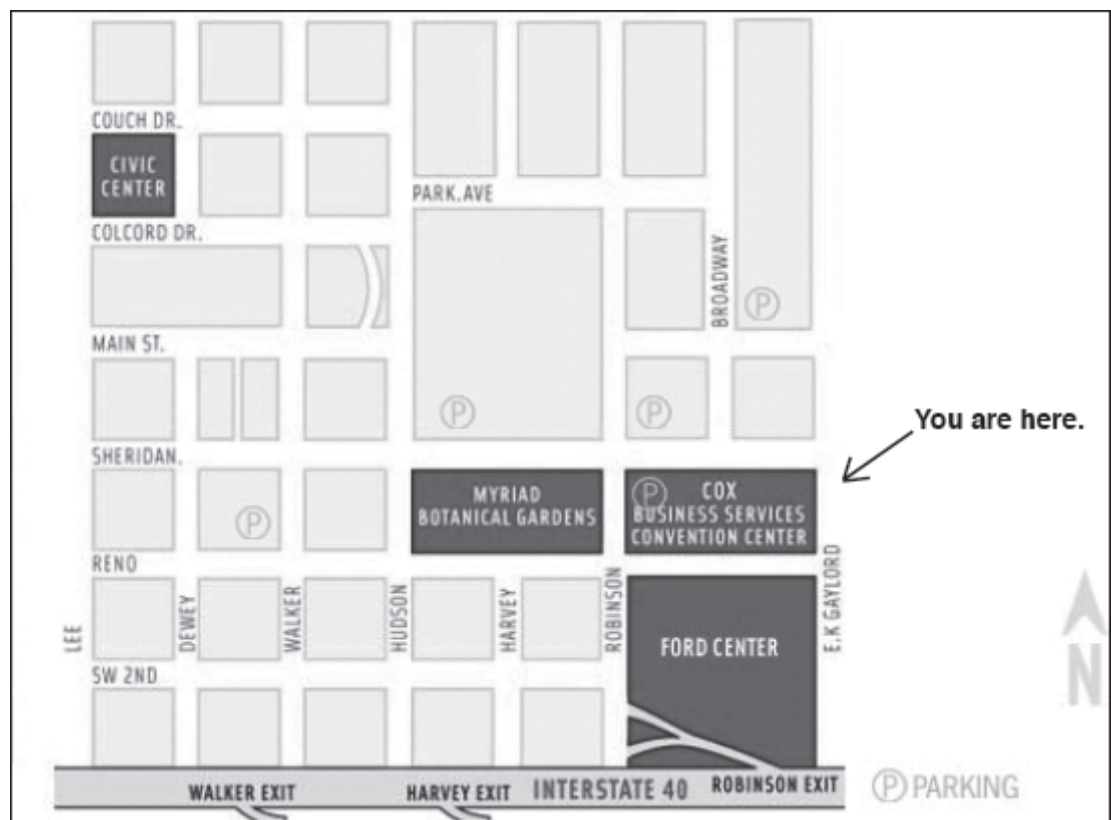 COUCH DR.
CIVIC
CENTER
PARK.AVE
COLCORD DR.
BROADWAY
P
MAIN ST.
P
P
You are here.
SHERIDAN.
P
MYRIAD
BOTANICAL GARDENS
P
COX
BUSINESS SERVICES
CONVENTION CENTER
RENO
LEE
DEWEY
WALKER
HUDSON
HARVEY
ROBINSON
FORD CENTER
E.K GAYLORD
N
SW 2ND
WALKER EXIT
HARVEY EXIT
INTERSTATE 40
ROBINSON EXIT
P PARKING